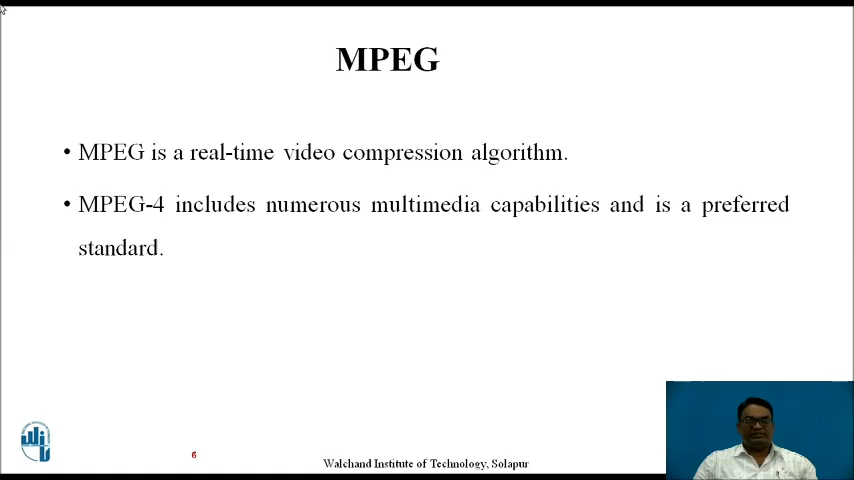 MPEG
• MPEG is a real-time video compression algorithm.
• MPEG-4 includes numerous multimedia capabilities and is a preferred
standard.
6
Walchand Institute of Technology, Solapur